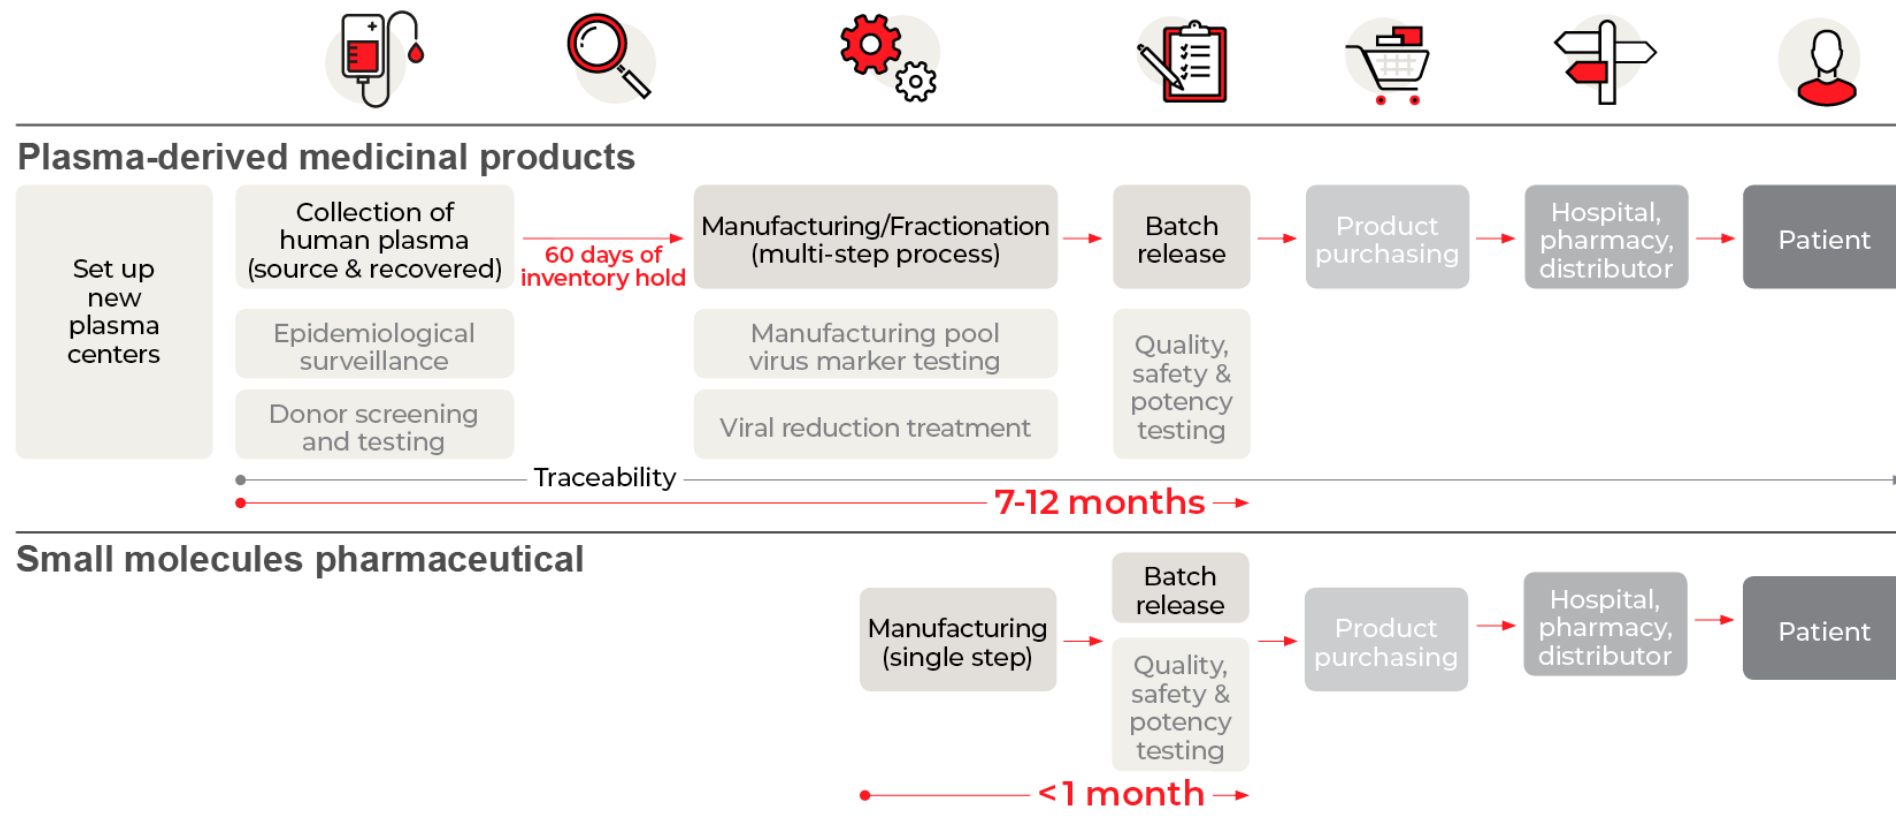 Plasma-derived medicinal products
Set up
new
plasma
centers
Collection of
human plasma
(source & recovered)
Epidemiological
surveillance
Donor screening
and testing
60 days of
inventory hold
Manufacturing/Fractionation
(multi-step process)
Manufacturing pool
virus marker testing
Viral reduction treatment
Batch
release
Quality,
safety &
potency
testing
Product
purchasing
Hospital,
pharmacy,
distributor
Patient
Traceability
7-12 months
Small molecules pharmaceutical
Manufacturing
(single step)
Batch
release
Quality,
safety &
potency
testing
Product
purchasing
Hospital,
pharmacy,
distributor
Patient
<1 month